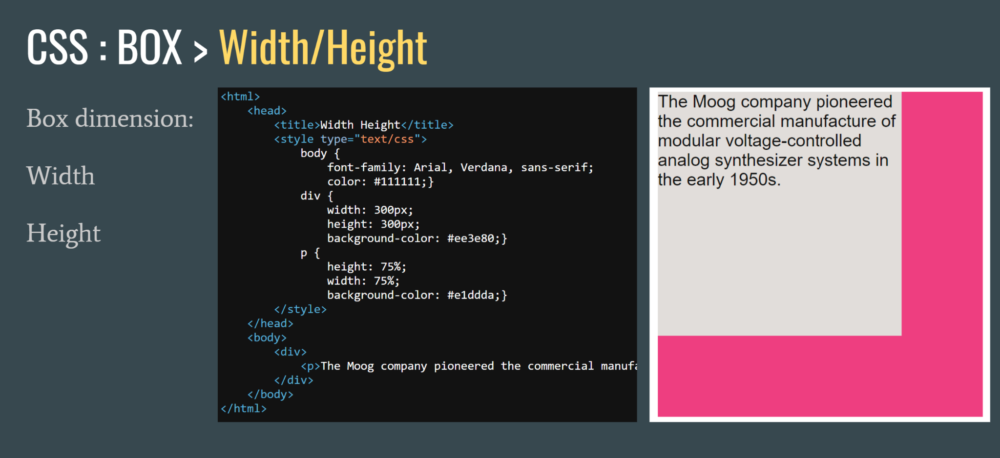 CSS : BOX > Width/Height
Box dimension:
Width
Height
<html>
<head>
<title>Width Height</title>
<style type="text/css">
body {
font-family: Arial, Verdana, sans-serif;
color: #111111;}
div {
width: 300px;
height: 300px;
background-color: #ee3e80;}
p {
height: 75%;
width: 75%;
background-color: #e1ddda;}
</style>
</head>
<body>
<div>
<p>The Moog company pioneered the commercial manufa
</div>
</body>
</html>
The Moog company pioneered
the commercial manufacture of
modular voltage-controlled
analog synthesizer systems in
the early 1950s.